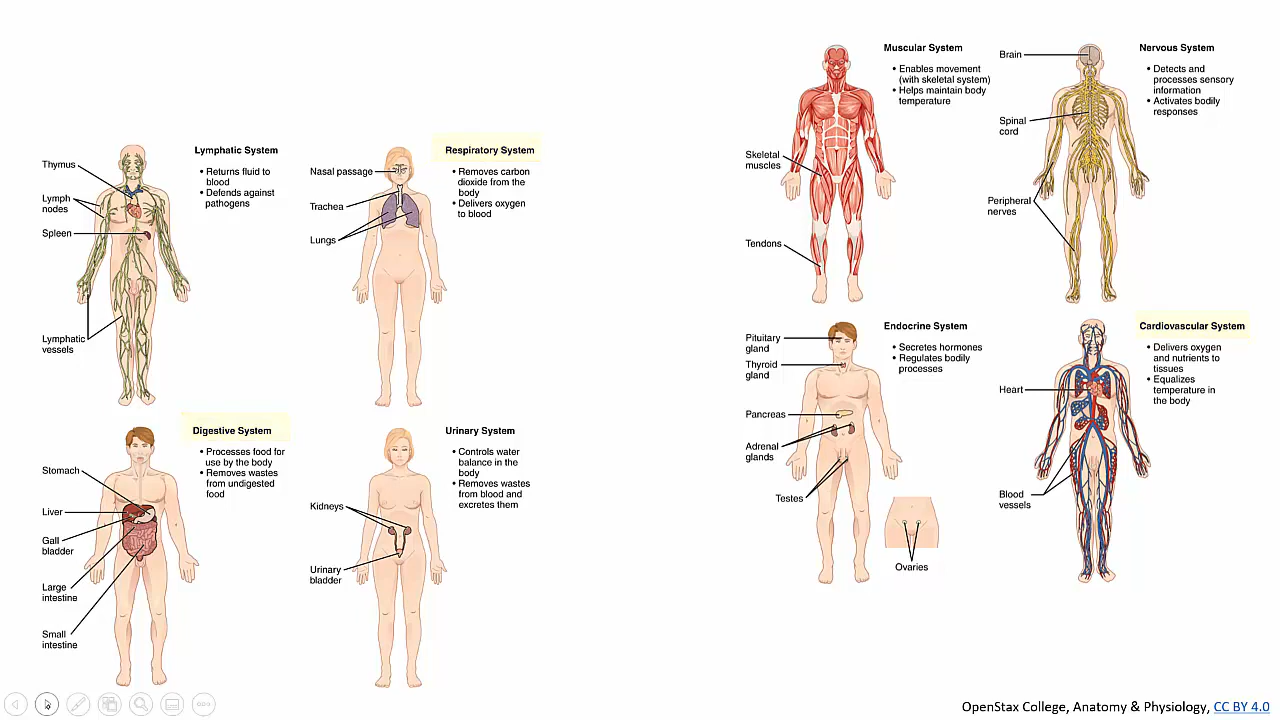 Lymphatic System
• Returns fluid to
blood
• Defends against
pathogens
Thymus
Lymph
nodes
Spleen
Lymphatic
vessels
Respiratory System
• Removes carbon
dioxide from the
body
• Delivers oxygen
to blood
Nasal passage
Trachea
Lungs
Digestive System
• Processes food for
use by the body
• Removes wastes
from undigested
food
Stomach
Liver
Gall
bladder
Large
intestine
Small
intestine
Urinary System
• Controls water
balance in the
body
• Removes wastes
from blood and
excretes them
Kidneys
Urinary
bladder
Muscular System
• Enables movement
(with skeletal system)
• Helps maintain body
temperature
Skeletal
muscles
Tendons
Nervous System
• Detects and
processes sensory
information
• Activates bodily
responses
Brain
Spinal
cord
Peripheral
nerves
Endocrine System
• Secretes hormones
• Regulates bodily
processes
Pituitary
gland
Thyroid
gland
Pancreas
Adrenal
glands
Testes
Ovaries
Cardiovascular System
• Delivers oxygen
and nutrients to
tissues
• Equalizes
temperature in
the body
Heart
Blood
vessels
OpenStax College, Anatomy & Physiology, CC BY 4.0